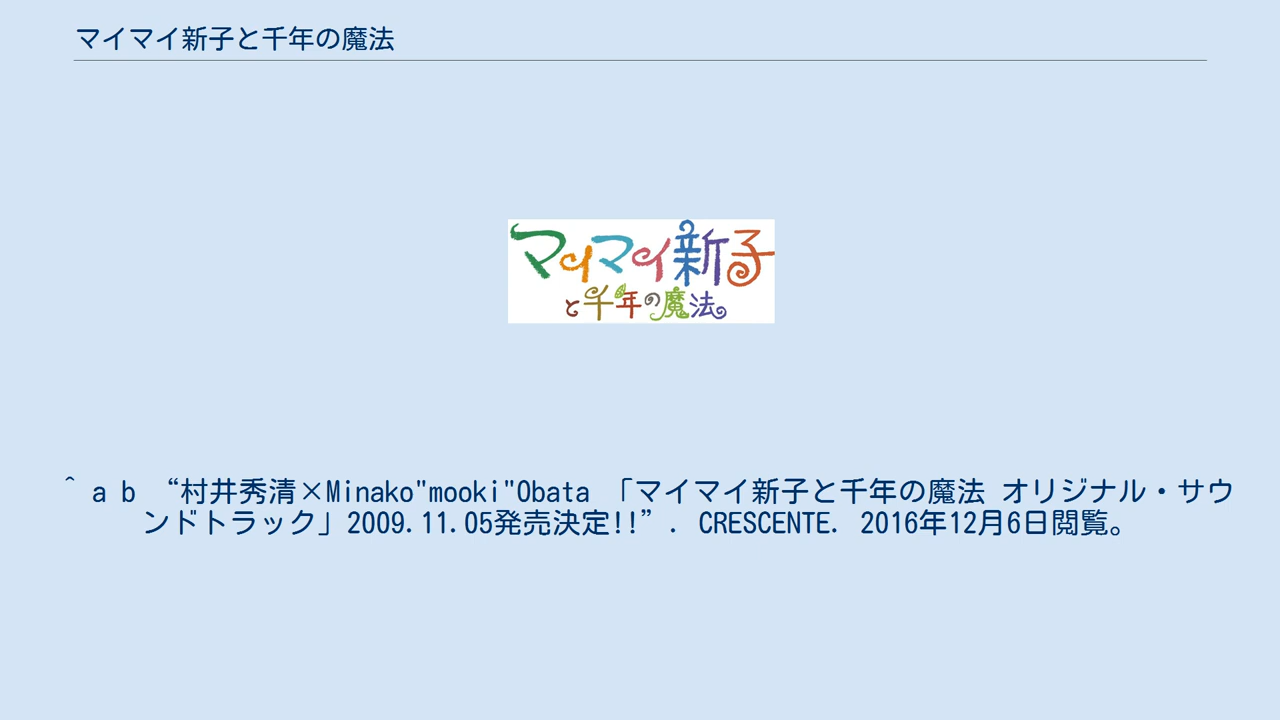 マイマイ新子と千年の魔法
マイマイ新子
と千年の魔法。
^ a b “村井秀清×Minako"mooki"Obata 「マイマイ新子と千年の魔法 オリジナル・サウ
ンドトラック」2009.11.05発売決定!!”. CRESCENTE. 2016年12月6日閲覧。